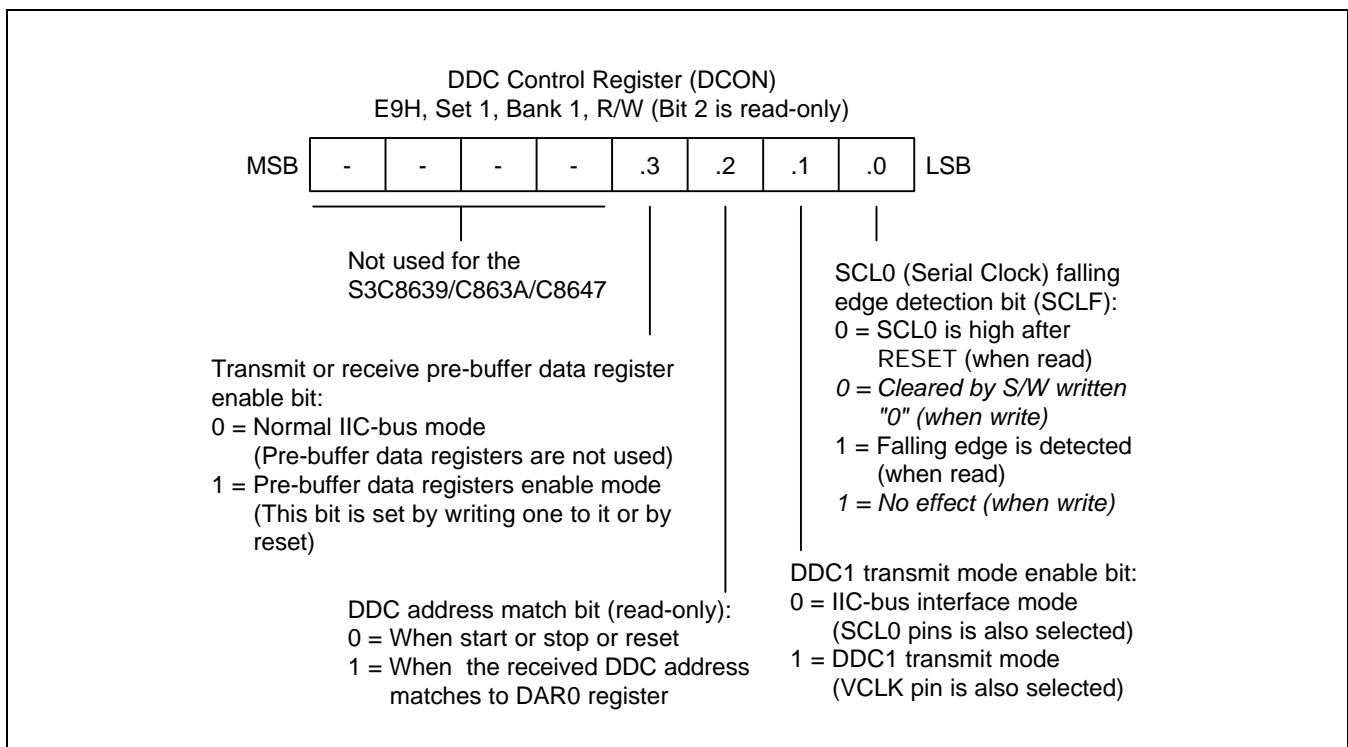 DDC Control Register (DCON)
E9H, Set 1, Bank 1, R/W (Bit 2 is read-only)
MSB - - - - .3 .2 .1 .0 LSB
Not used for the
S3C8639/C863A/C8647
Transmit or receive pre-buffer data register
enable bit:
0 = Normal IIC-bus mode
(Pre-buffer data registers are not used)
1 = Pre-buffer data registers enable mode
(This bit is set by writing one to it or by
reset)
DDC address match bit (read-only):
0 = When start or stop or reset
1 = When the received DDC address
matches to DAR0 register
SCL0 (Serial Clock) falling
edge detection bit (SCLF):
0 = SCL0 is high after
RESET (when read)
0 = Cleared by S/W written
"0" (when write)
1 = Falling edge is detected
(when read)
1 = No effect (when write)
DDC1 transmit mode enable bit:
0 = IIC-bus interface mode
(SCL0 pins is also selected)
1 = DDC1 transmit mode
(VCLK pin is also selected)